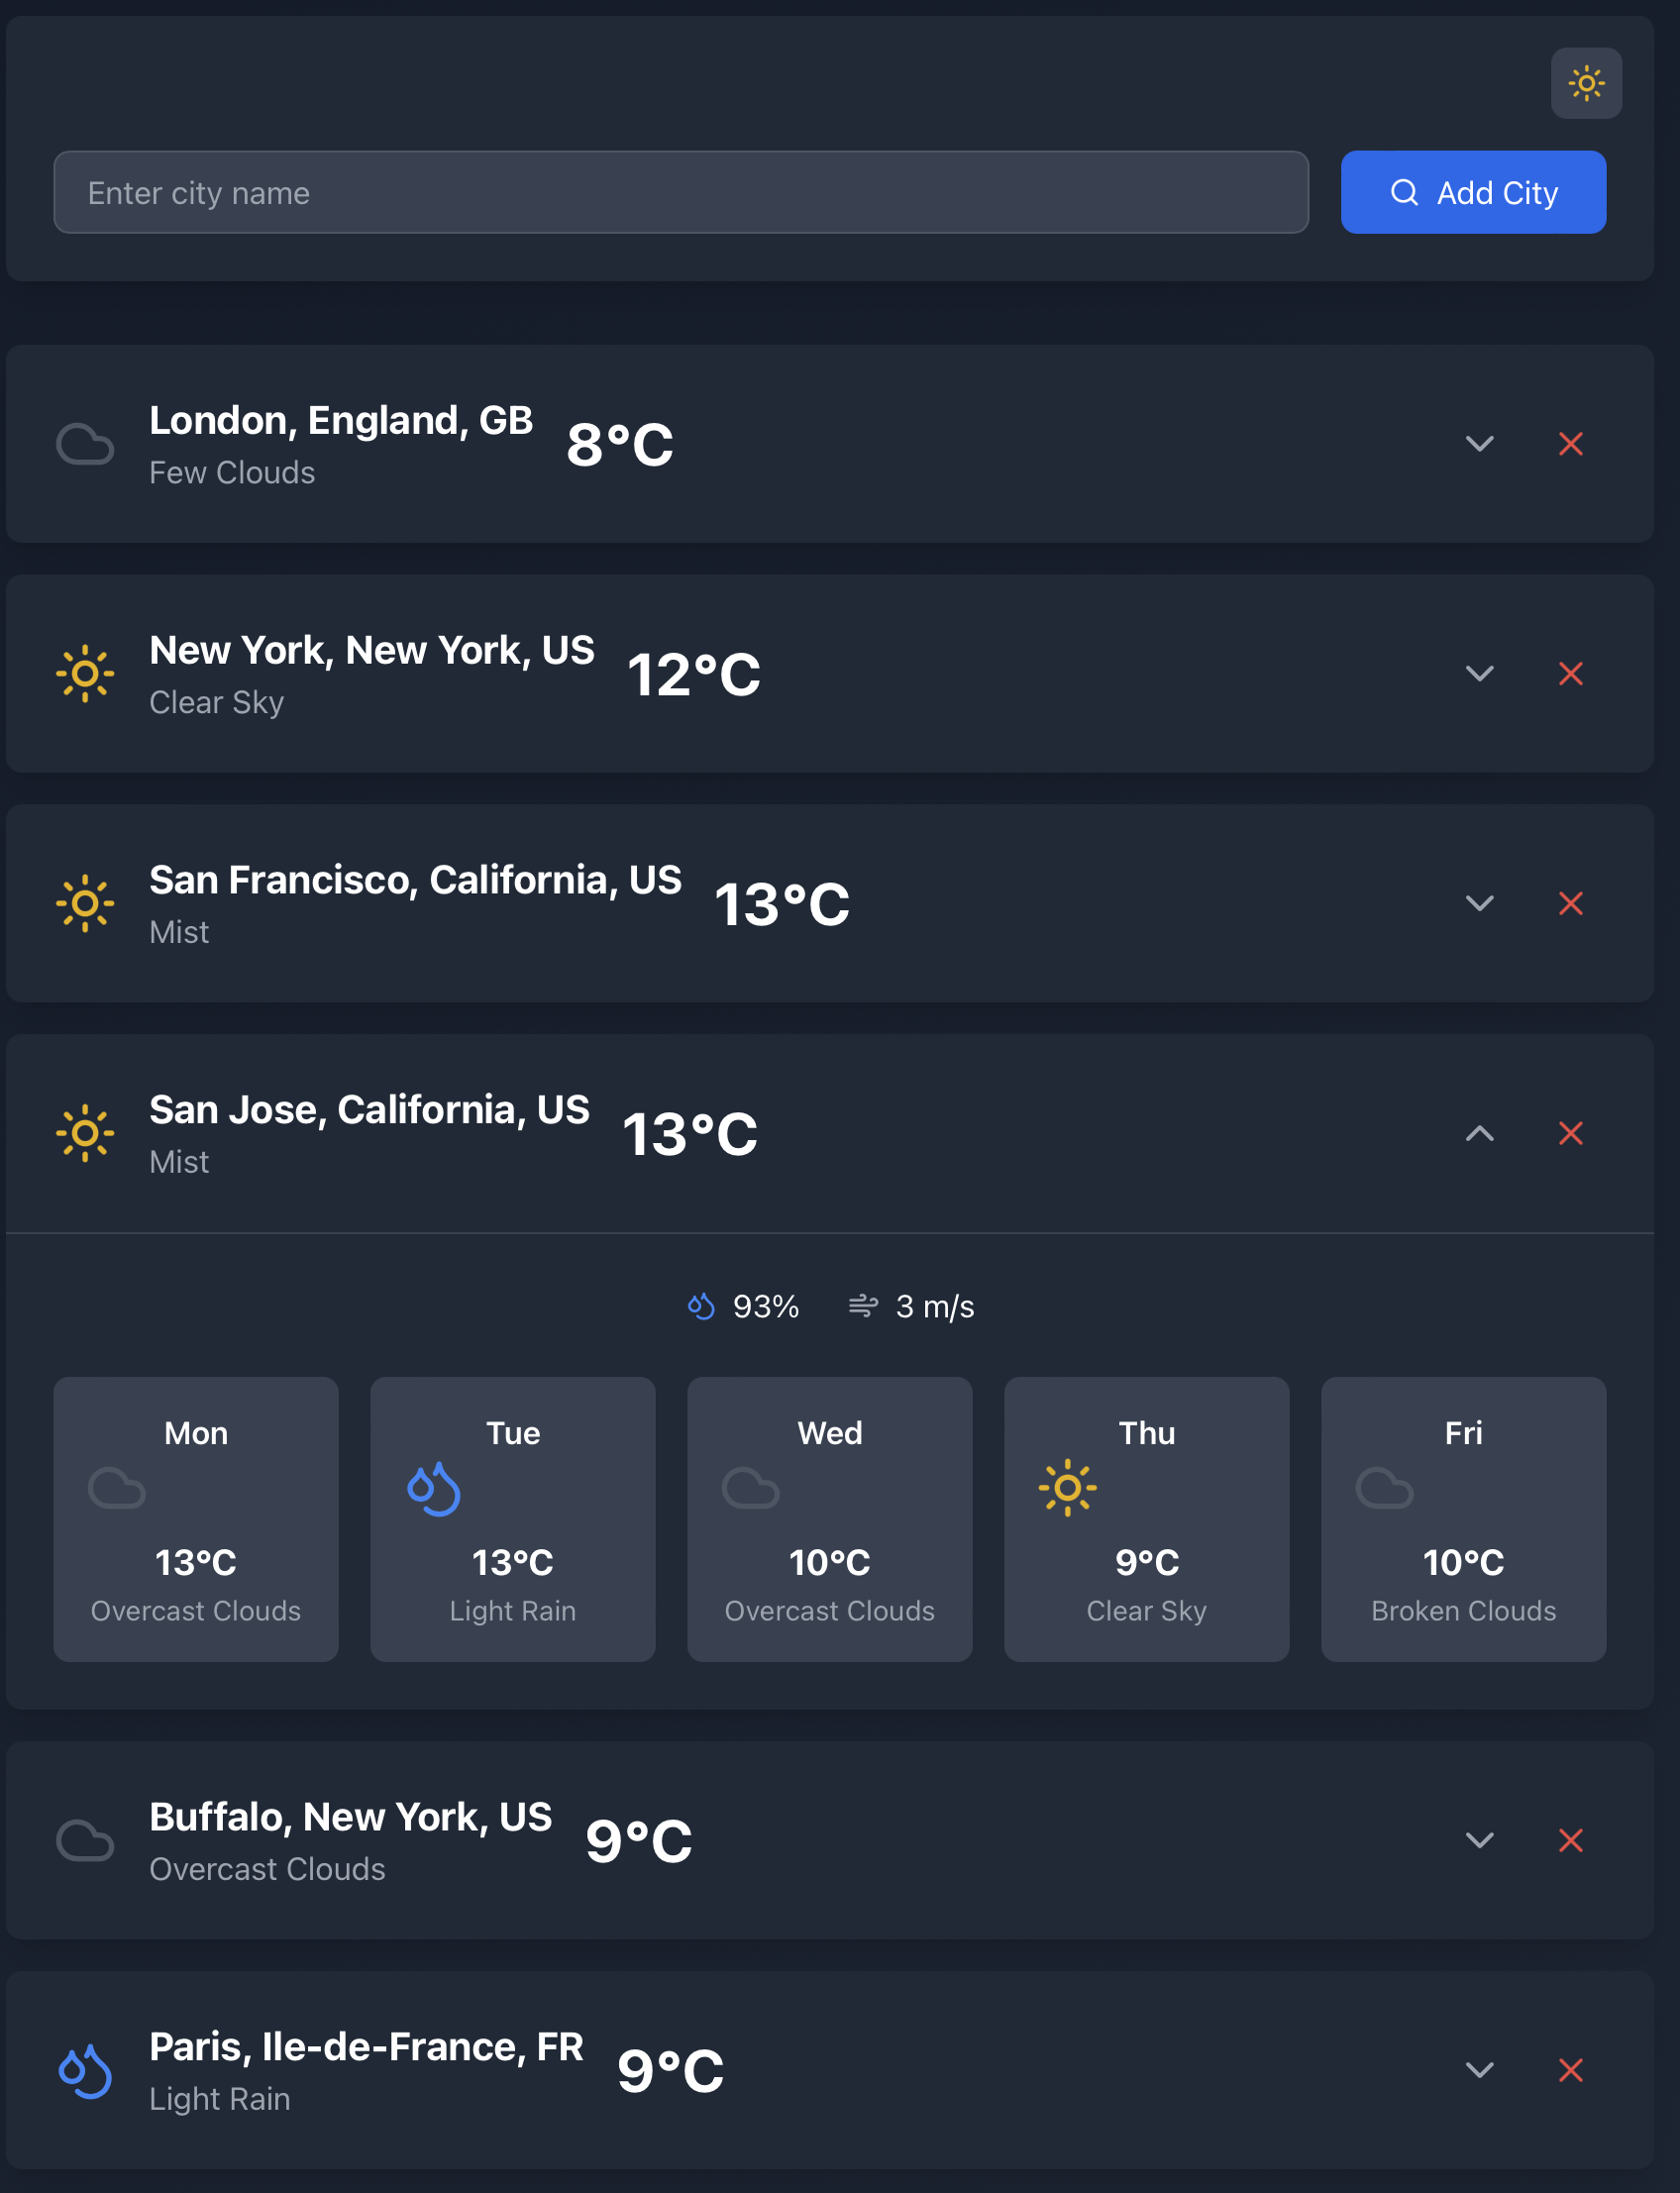 Enter city name
Add City
London, England, GB
Few Clouds
8°C
New York, New York, US
Clear Sky
12°C
San Francisco, California, US
Mist
13°C
San Jose, California, US
Mist
13°C
93%
3 m/s
Mon
13°C
Overcast Clouds
Tue
13°C
Light Rain
Wed
10°C
Overcast Clouds
Thu
9°C
Clear Sky
Fri
10°C
Broken Clouds
Buffalo, New York, US
Overcast Clouds
9°C
Paris, Ile-de-France, FR
Light Rain
9°C